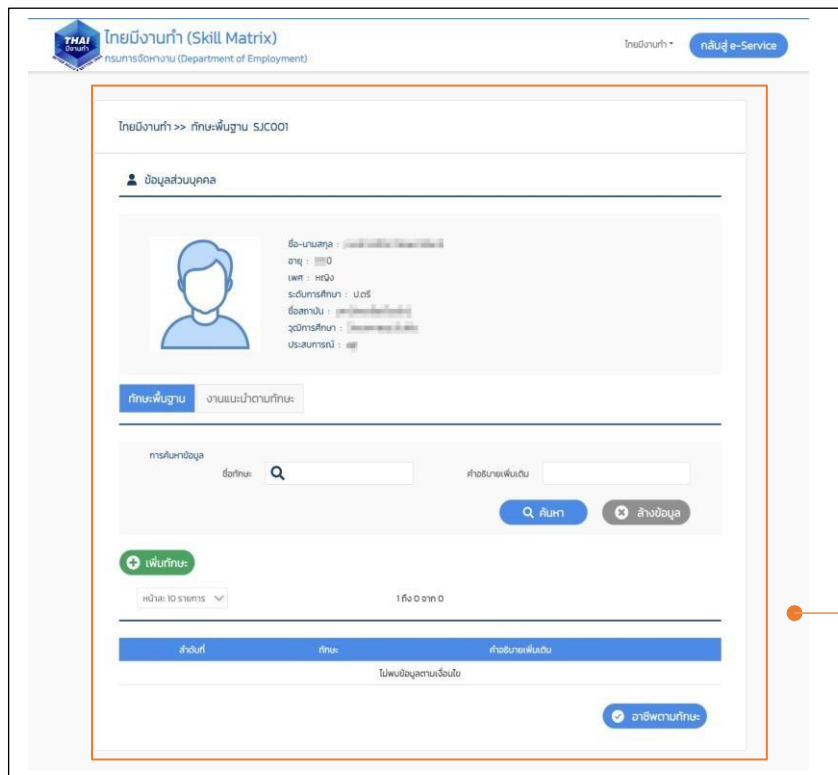 THAI
มีงานทำ
ไทยมีงานทำ (Skill Matrix)
กรมการจัดหางาน (Department of Employment)
ไทยมีงานทำ
กลับสู่ e-Service
ไทยมีงานทำ >> ทักษะพื้นฐาน SJC001
ข้อมูลส่วนบุคคล
ชื่อ-นามสกุล :
อายุ : 0
เพศ : หญิง
ระดับการศึกษา : ป.ตรี
ชื่อสถาบัน :
วุฒิการศึกษา :
ประสบการณ์ :
ทักษะพื้นฐาน งานแนะนำตามทักษะ
การค้นหาข้อมูล
ชื่อทักษะ คำอธิบายเพิ่มเติม
ค้นหา ล้างข้อมูล
เพิ่มทักษะ
หน้าละ 10 รายการ 1 ถึง 0 จาก 0
ลำดับที่ ทักษะ คำอธิบายเพิ่มเติม
ไม่พบข้อมูลตามเงื่อนไข
อาชีพตามทักษะ